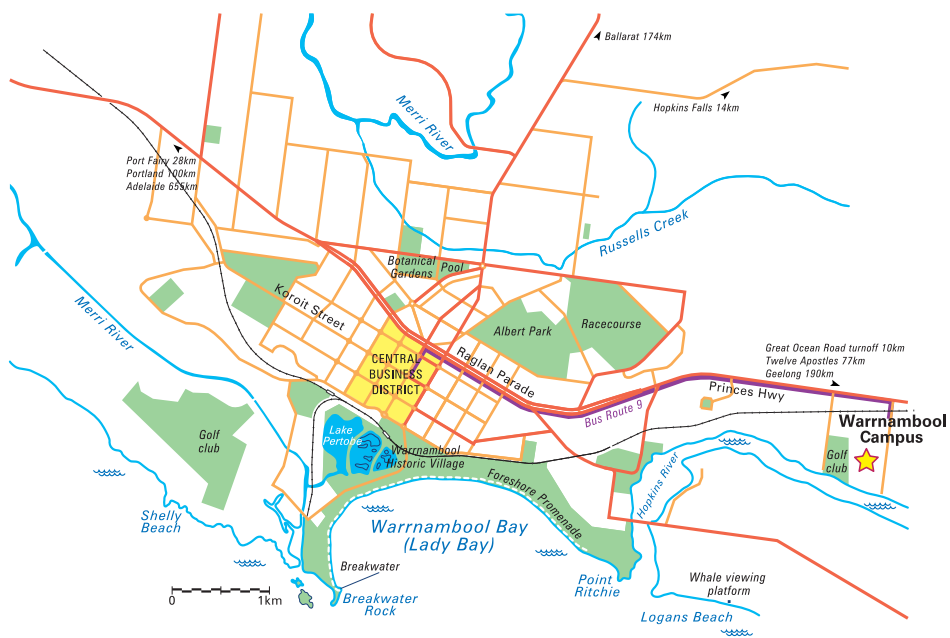 Ballarat 174km
Hopkins Falls 14km
Merri River
Port Fairy 28km
Portland 100km
Adelaide 655km
Russells Creek
Botanical
Gardens
Pool
Koroit Street
Merri River
Albert Park
Racecourse
Raglan Parade
CENTRAL
BUSINESS
DISTRICT
Great Ocean Road turnoff 10km
Twelve Apostles 77km
Geelong 190km
Princes Hwy
Bus Route 9
Warrnambool
Campus
Golf
club
Lake
Pertobe
Warrnambool
Historic Village
Golf
club
Foreshore Promenade
Hopkins River
Shelly
Beach
Warrnambool Bay
(Lady Bay)
Breakwater
Breakwater
Rock
Point
Ritchie
Whale viewing
platform
Logans Beach
0
1km